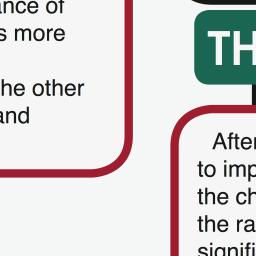 ance of
s more
he other
and
TH
After
to imp
the ch
the ra
signifi